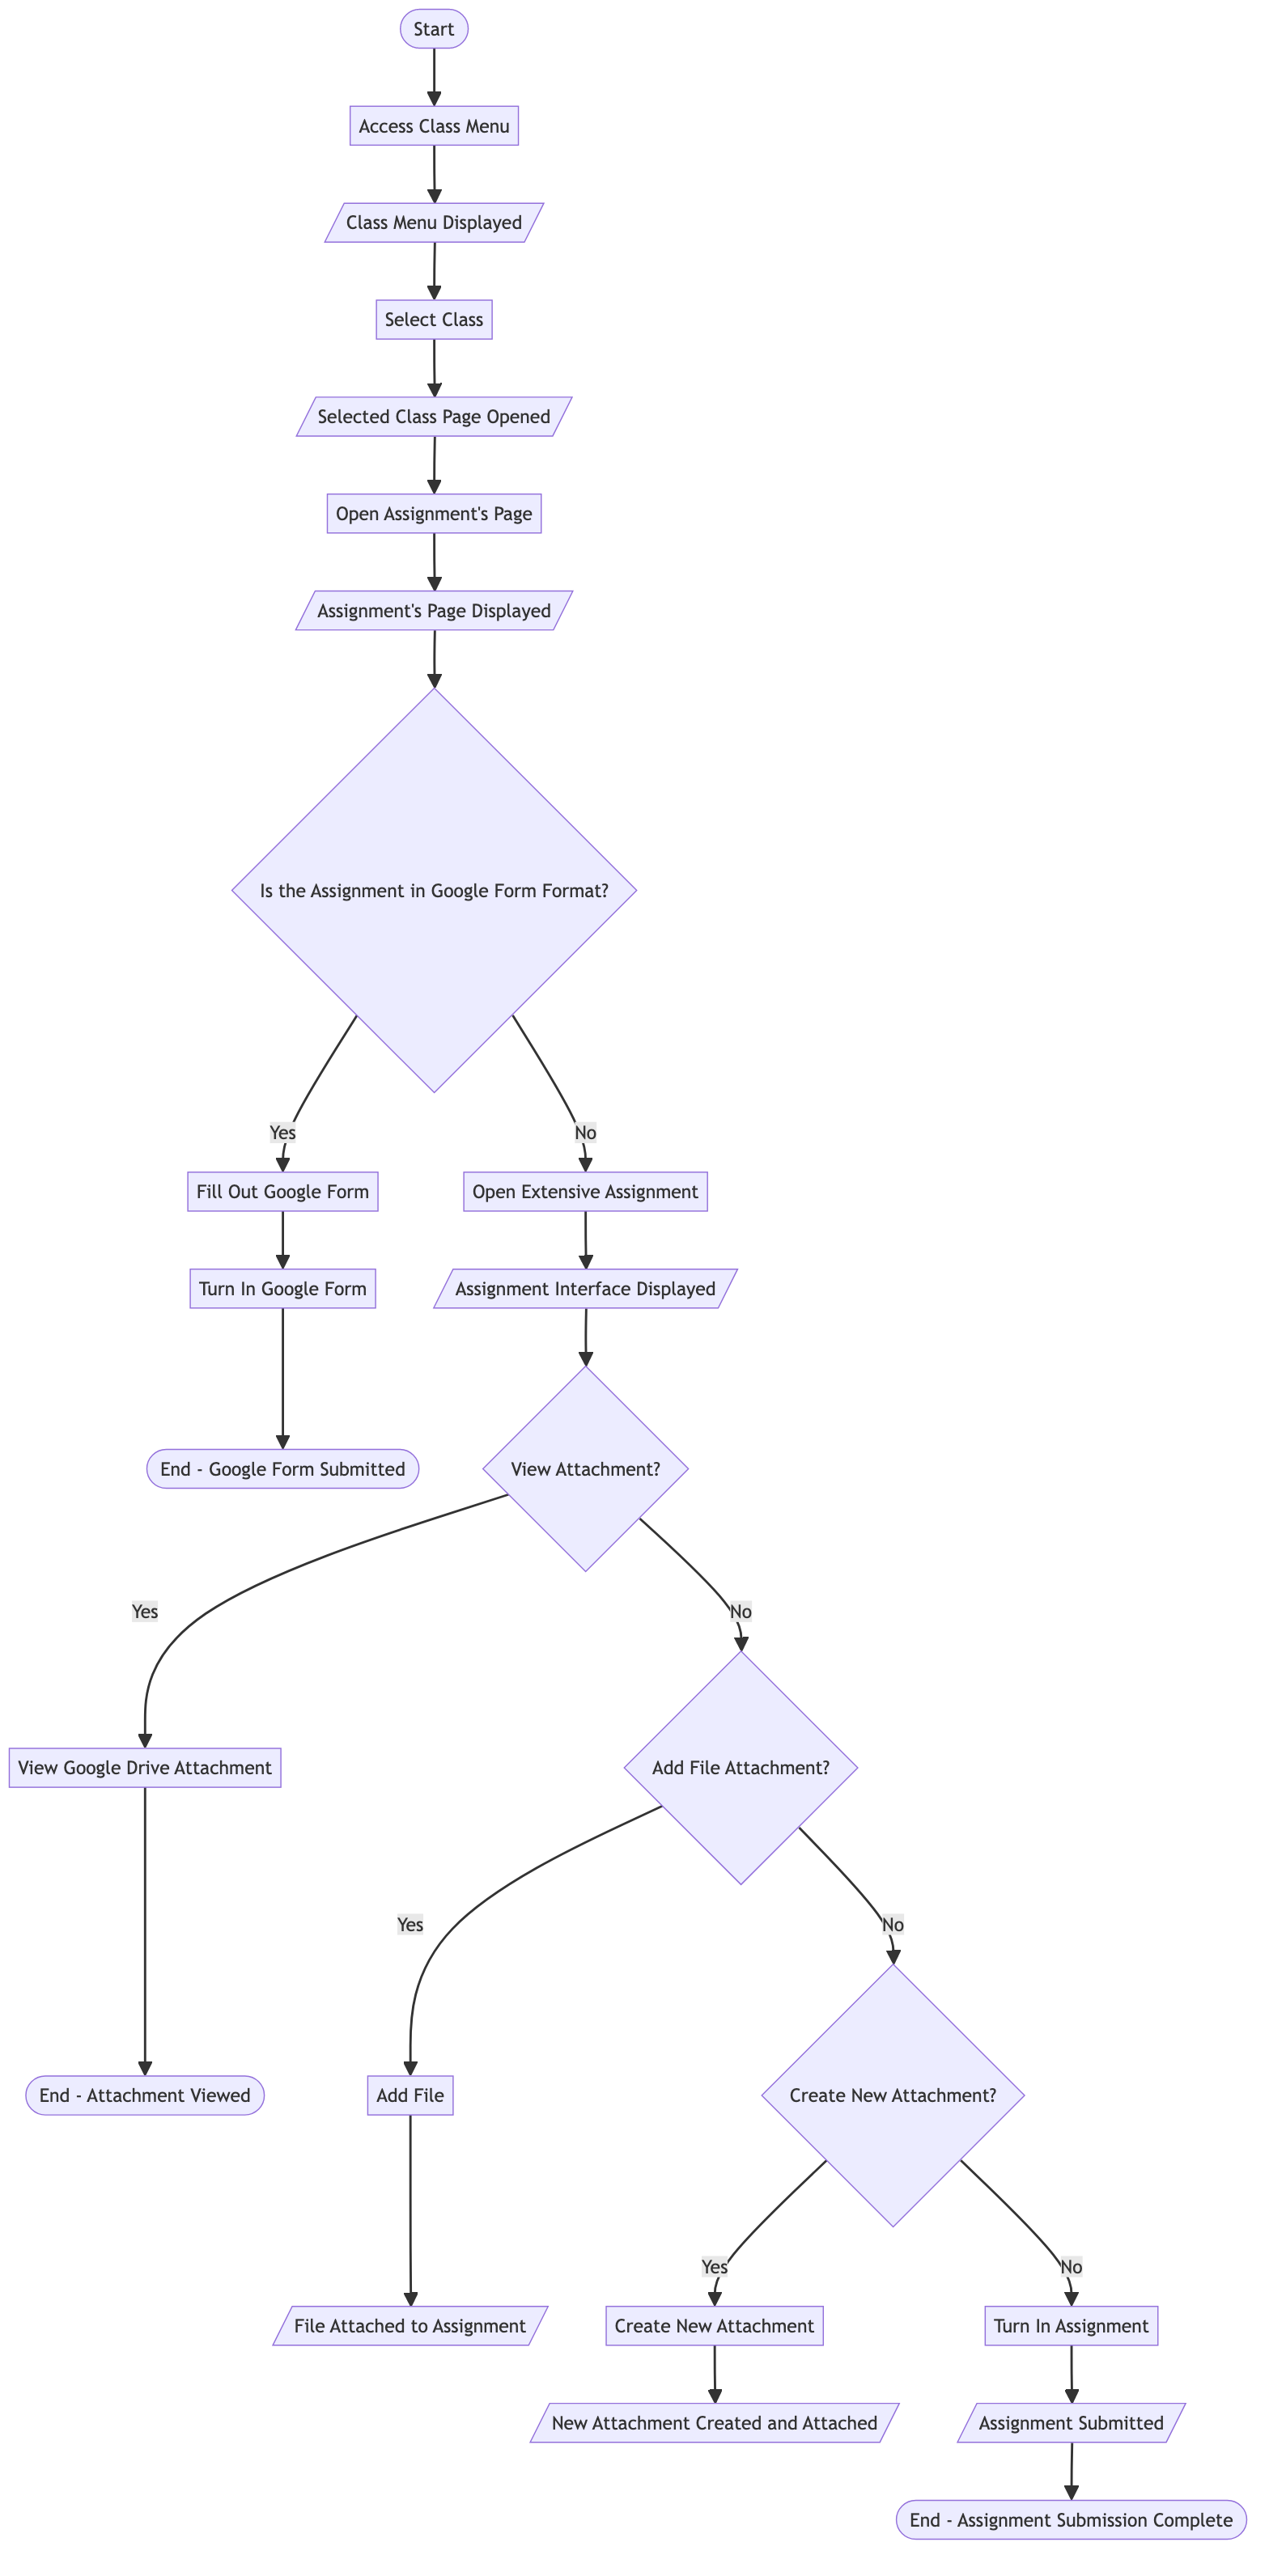 Start
Access Class Menu
Class Menu Displayed
Select Class
Selected Class Page Opened
Open Assignment's Page
Assignment's Page Displayed
Is the Assignment in Google Form Format?
Yes
No
Fill Out Google Form
Open Extensive Assignment
Turn In Google Form
Assignment Interface Displayed
End - Google Form Submitted
View Attachment?
Yes
No
View Google Drive Attachment
Add File Attachment?
Yes
No
End - Attachment Viewed
Add File
Create New Attachment?
Yes
No
File Attached to Assignment
Create New Attachment
Turn In Assignment
New Attachment Created and Attached
Assignment Submitted
End - Assignment Submission Complete